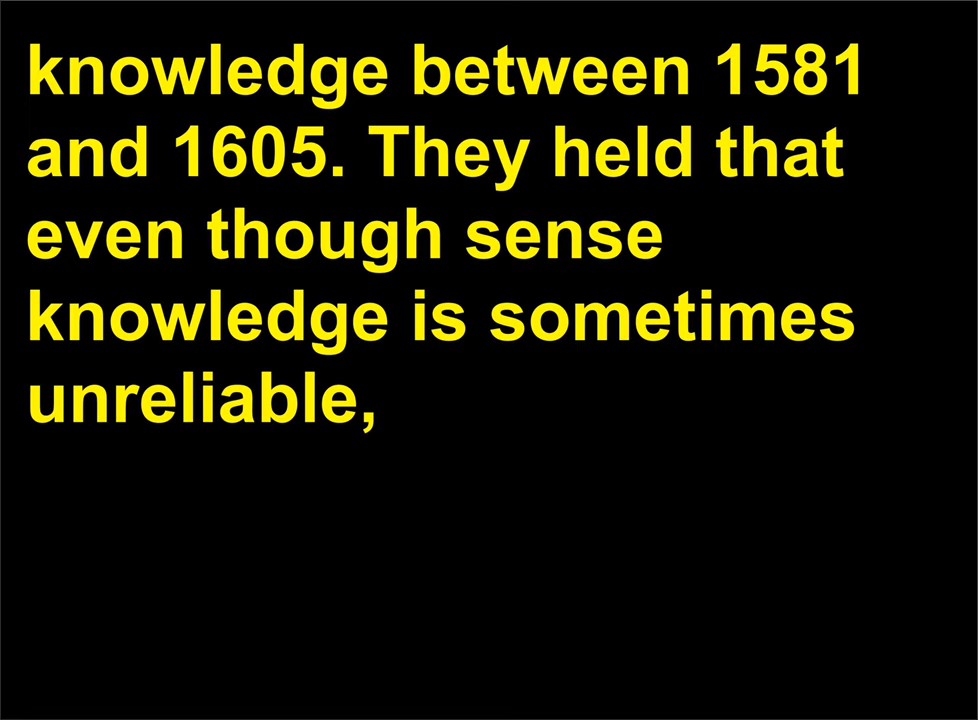 knowledge between 1581
and 1605. They held that
even though sense
knowledge is sometimes
unreliable,